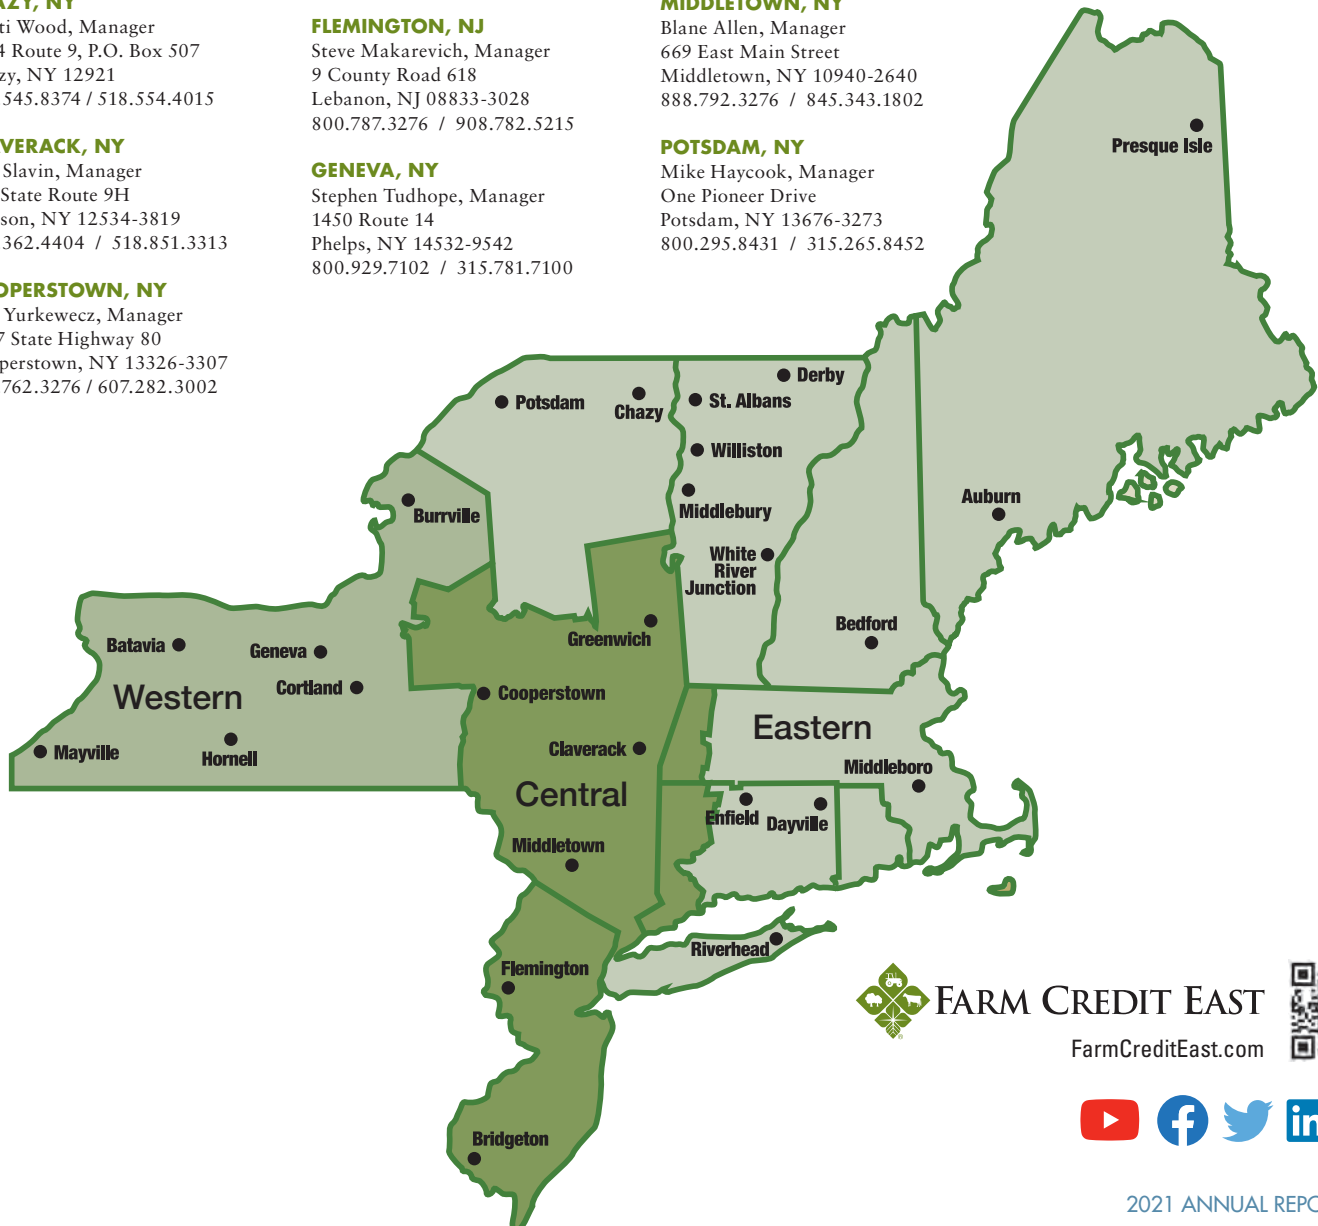 AZY, NY
ti Wood, Manager
4 Route 9, P.O. Box 507
zy, NY 12921
.545.8374 / 518.554.4015
VERACK, NY
Slavin, Manager
State Route 9H
son, NY 12534-3819
.362.4404 / 518.851.3313
OPERSTOWN, NY
Yurkewecz, Manager
7 State Highway 80
perstown, NY 13326-3307
.762.3276 / 607.282.3002
FLEMINGTON, NJ
Steve Makarevich, Manager
9 County Road 618
Lebanon, NJ 08833-3028
800.787.3276 / 908.782.5215
GENEVA, NY
Stephen Tudhope, Manager
1450 Route 14
Phelps, NY 14532-9542
800.929.7102 / 315.781.7100
MIDDLETOWN, NY
Blane Allen, Manager
669 East Main Street
Middletown, NY 10940-2640
888.792.3276 / 845.343.1802
POTSDAM, NY
Mike Haycook, Manager
One Pioneer Drive
Potsdam, NY 13676-3273
800.295.8431 / 315.265.8452
Presque Isle
Derby
Potsdam
Chazy
St. Albans
Williston
Burrville
Middlebury
Auburn
White
River
Junction
Greenwich
Bedford
Batavia
Geneva
Cortland
Western
Cooperstown
Eastern
Mayville
Hornell
Claverack
Middleboro
Central
Enfield
Dayville
Middletown
Riverhead
Flemington
FARM CREDIT EAST
FarmCreditEast.com
Bridgeton
in
2021 ANNUAL REPO